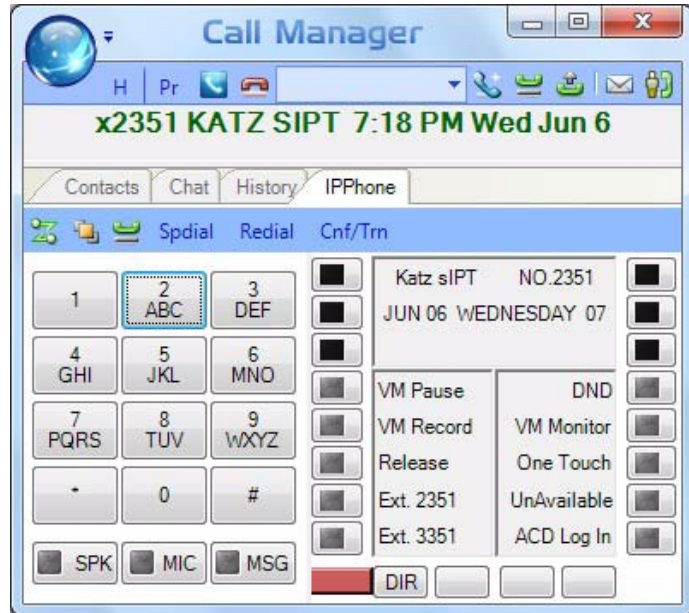 Call Manager
H Pr
x2351 KATZ SIPT 7:18 PM Wed Jun 6
Contacts Chat History IPPhone
Spdial Redial Cnf/Trn
1
2 ABC
3 DEF
4 GHI
5 JKL
6 MNO
7 PQRS
8 TUV
9 WXYZ
*
0
#
SPK MIC MSG
Katz sIPT NO.2351
JUN 06 WEDNESDAY 07
VM Pause DND
VM Record VM Monitor
Release One Touch
Ext. 2351 UnAvailable
Ext. 3351 ACD Log In
DIR